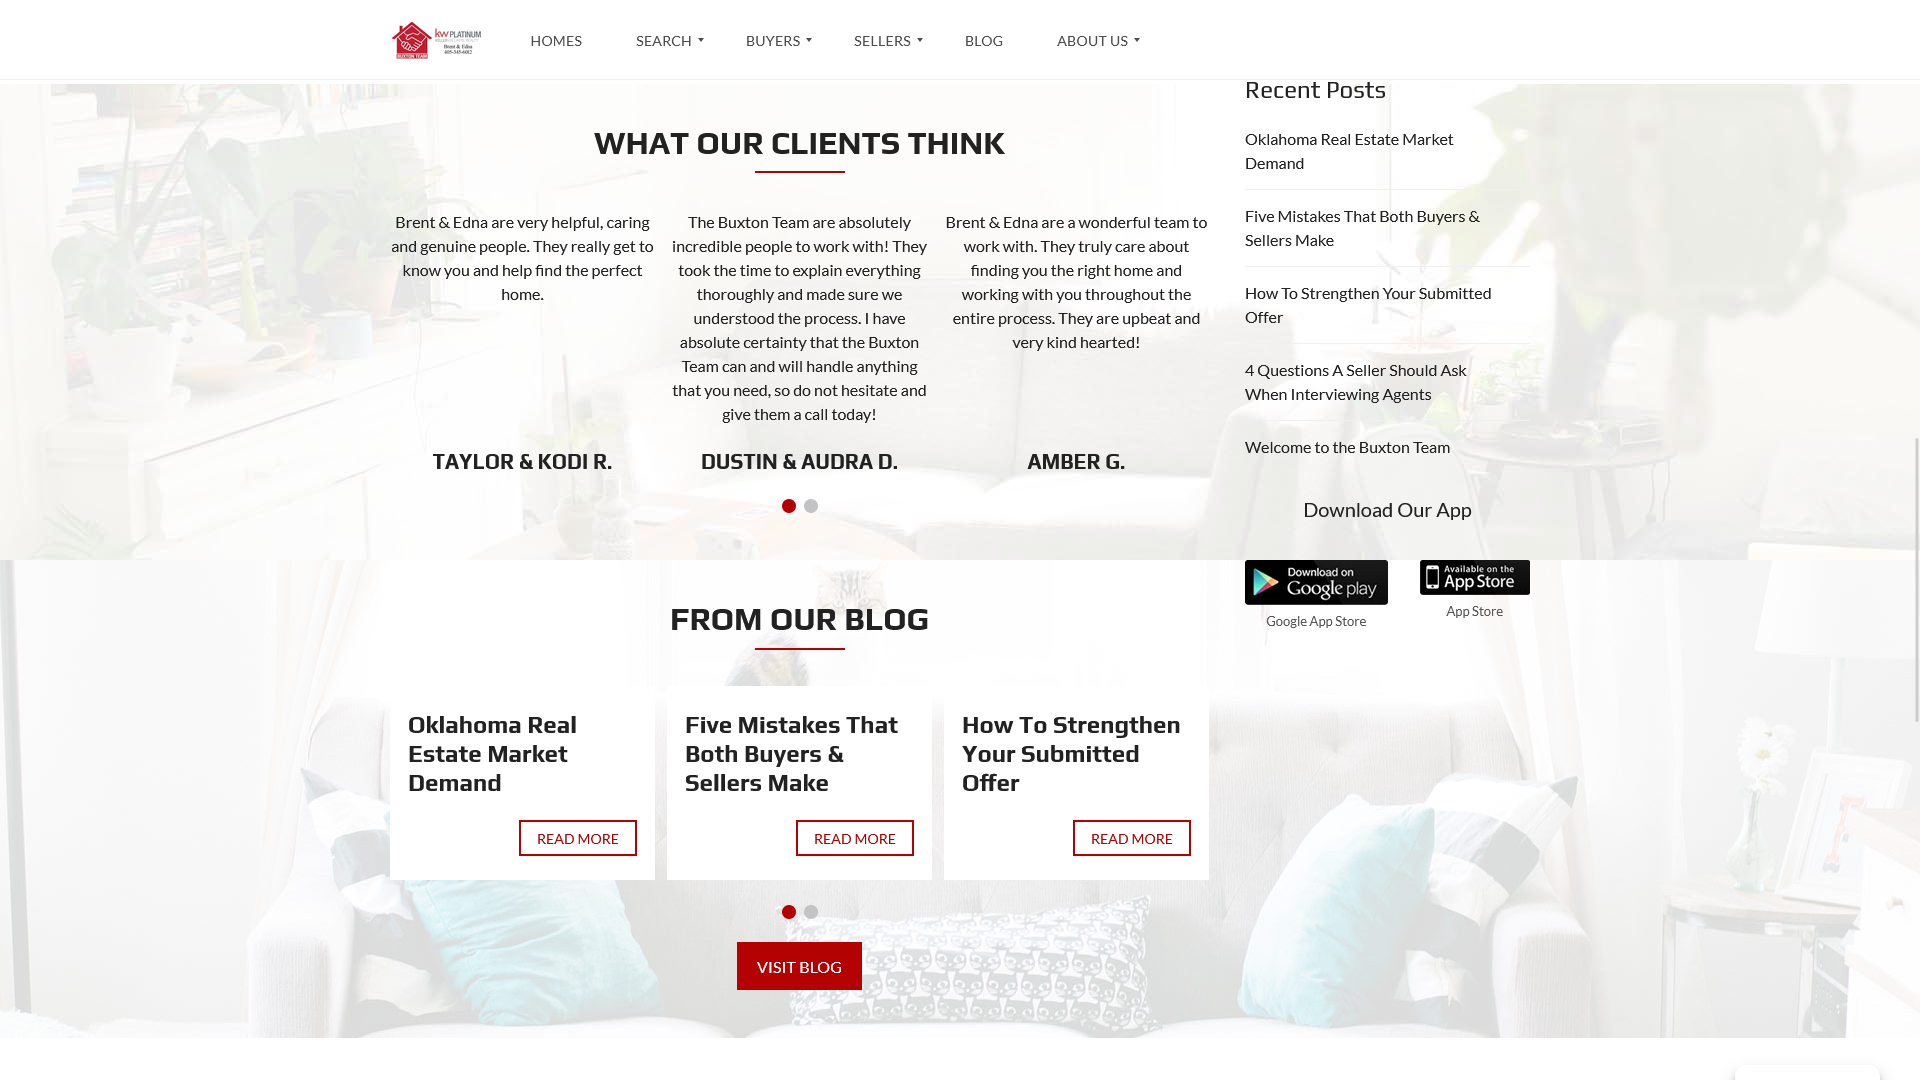 kw PLATINUM
Brent & Edna
405-345-6012
BUXTON TEAM
HOMES
SEARCH
BUYERS
SELLERS
BLOG
ABOUT US
WHAT OUR CLIENTS THINK
Brent & Edna are very helpful, caring
and genuine people. They really get to
know you and help find the perfect
home.
TAYLOR & KODI R.
The Buxton Team are absolutely
incredible people to work with! They
took the time to explain everything
thoroughly and made sure we
understood the process. I have
absolute certainty that the Buxton
Team can and will handle anything
that you need, so do not hesitate and
give them a call today!
DUSTIN & AUDRA D.
Brent & Edna are a wonderful team to
work with. They truly care about
finding you the right home and
working with you throughout the
entire process. They are upbeat and
very kind hearted!
AMBER G.
FROM OUR BLOG
Oklahoma Real
Estate Market
Demand
READ MORE
Five Mistakes That
Both Buyers &
Sellers Make
READ MORE
How To Strengthen
Your Submitted
Offer
READ MORE
VISIT BLOG
Recent Posts
Oklahoma Real Estate Market
Demand
Five Mistakes That Both Buyers &
Sellers Make
How To Strengthen Your Submitted
Offer
4 Questions A Seller Should Ask
When Interviewing Agents
Welcome to the Buxton Team
Download Our App
Download on
Google play
Google App Store
Available on the
App Store
App Store